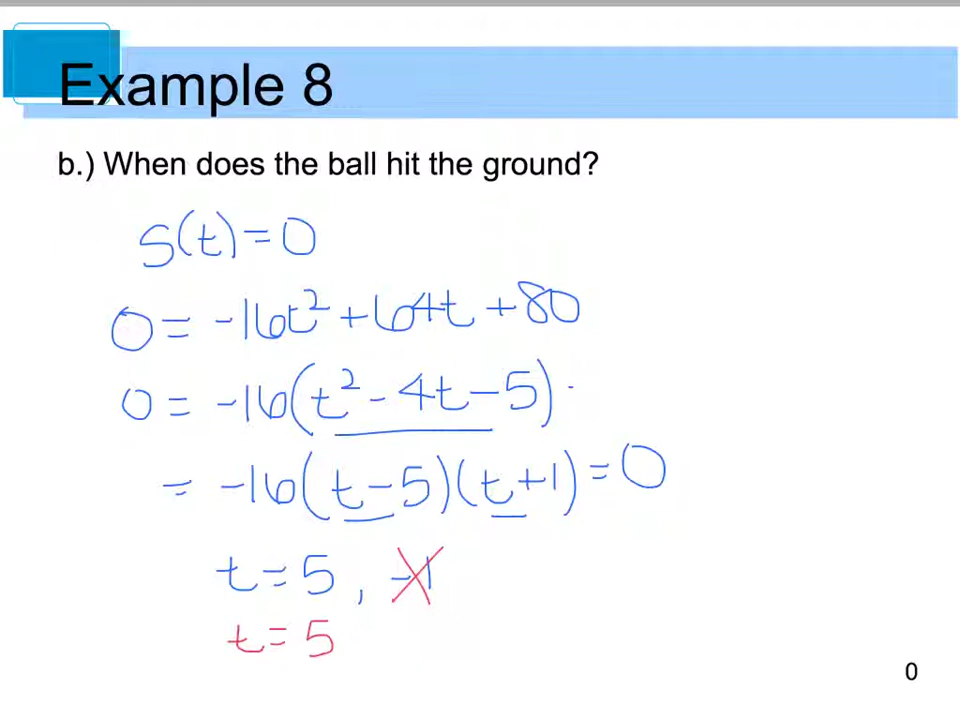 Example 8
b.) When does the ball hit the ground?
s(t) = 0
0 = -16t² + 64t + 80
0 = -16(t² - 4t - 5)
= -16(t - 5)(t + 1) = 0
t = 5, -1
t = 5
0